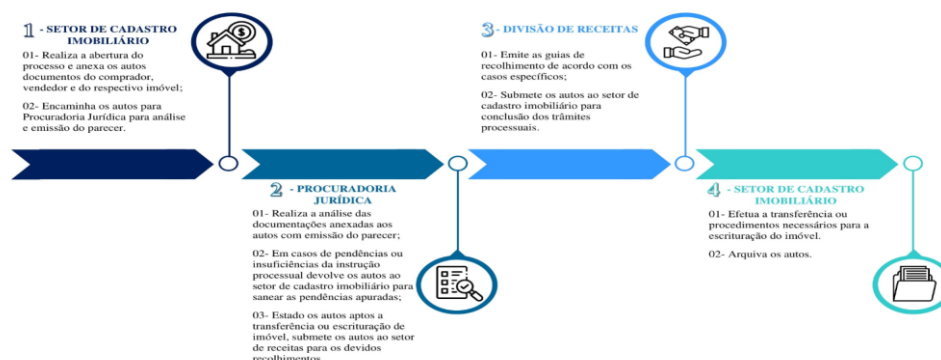 1 - SETOR DE CADASTRO
IMOBILIÁRIO
01- Realiza a abertura do
processo e anexa os autos
documentos do comprador,
vendedor e do respectivo imóvel;
02- Encaminha os autos para
Procuradoria Jurídica para análise
e emissão do parecer.
2 - PROCURADORIA
JURÍDICA
01- Realiza a análise das
documentações anexadas aos
autos com emissão do parecer;
02- Em casos de pendências ou
insuficiências da instrução
processual devolve os autos ao
setor de cadastro imobiliário para
sanear as pendências apuradas;
03- Estado os autos aptos a
transferência ou escrituração de
imóvel, submete os autos ao setor
de receitas para os devidos
recolhimentos
3 - DIVISÃO DE RECEITAS
01- Emite as guias de
recolhimento de acordo com os
casos específicos;
02- Submete os autos ao setor de
cadastro imobiliário para
conclusão dos trâmites
processuais.
4 - SETOR DE CADASTRO
IMOBILIÁRIO
01- Efetua a transferência ou
procedimentos necessários para a
escrituração do imóvel.
02- Arquiva os autos.